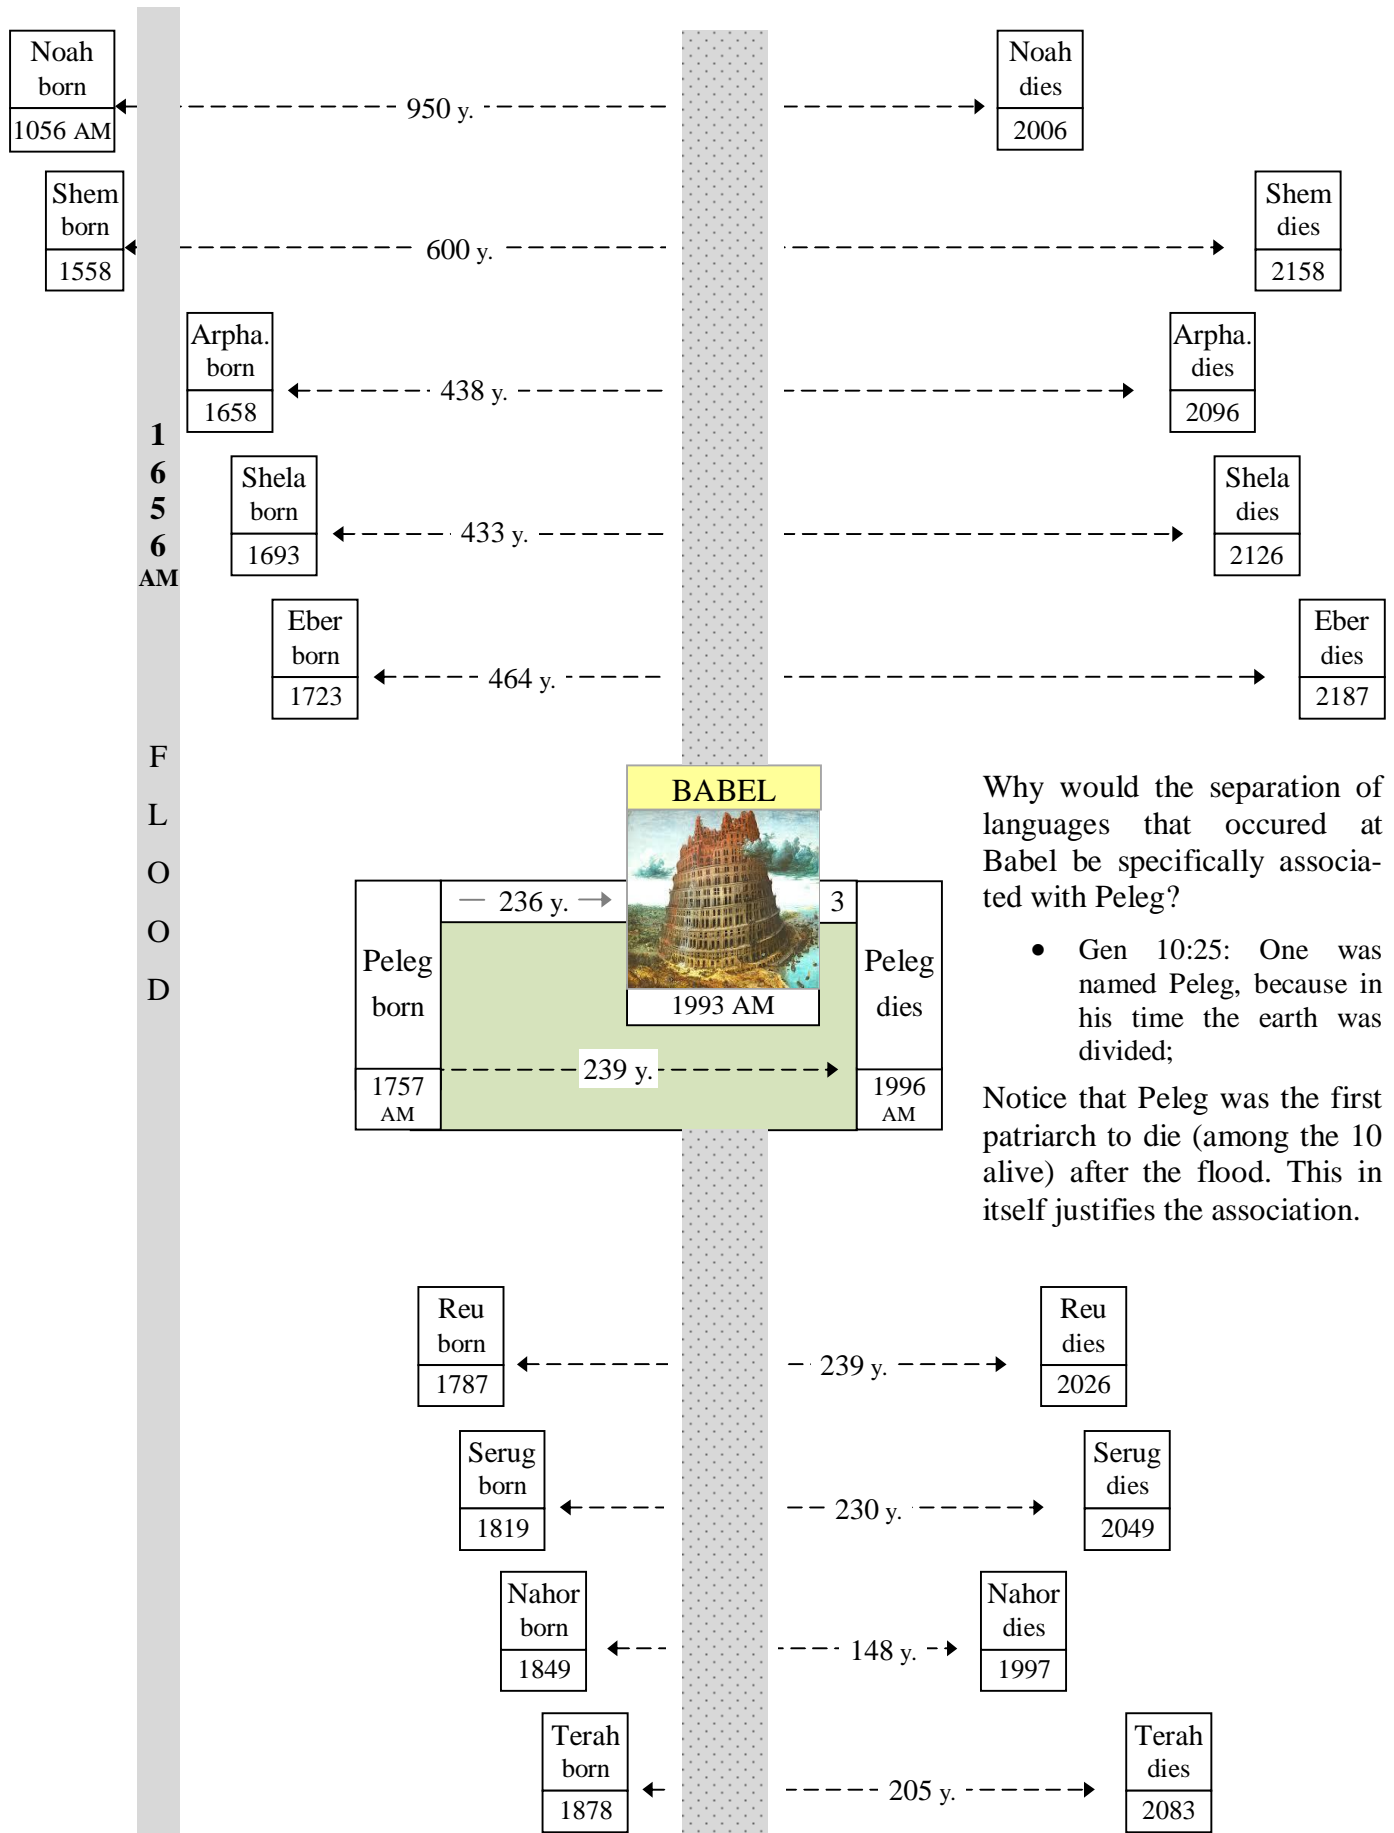 Noah
born
1056 AM
950 y.
Noah
dies
2006
Shem
born
1558
600 y.
Shem
dies
2158
Arpha.
born
1658
438 y.
Arpha.
dies
2096
1
6
5
6
AM
Shela
born
1693
433 y.
Shela
dies
2126
Eber
born
1723
464 y.
Eber
dies
2187
F
L
O
O
D
BABEL
236 y.
3
Peleg
born
1757
AM
1993 AM
239 y.
Peleg
dies
1996
AM
Why would the separation of
languages that occured at
Babel be specifically associa-
ted with Peleg?
• Gen 10:25: One was
named Peleg, because in
his time the earth was
divided;
Notice that Peleg was the first
patriarch to die (among the 10
alive) after the flood. This in
itself justifies the association.
Reu
born
1787
239 y.
Reu
dies
2026
Serug
born
1819
230 y.
Serug
dies
2049
Nahor
born
1849
148 y.
Nahor
dies
1997
Terah
born
1878
205 y.
Terah
dies
2083